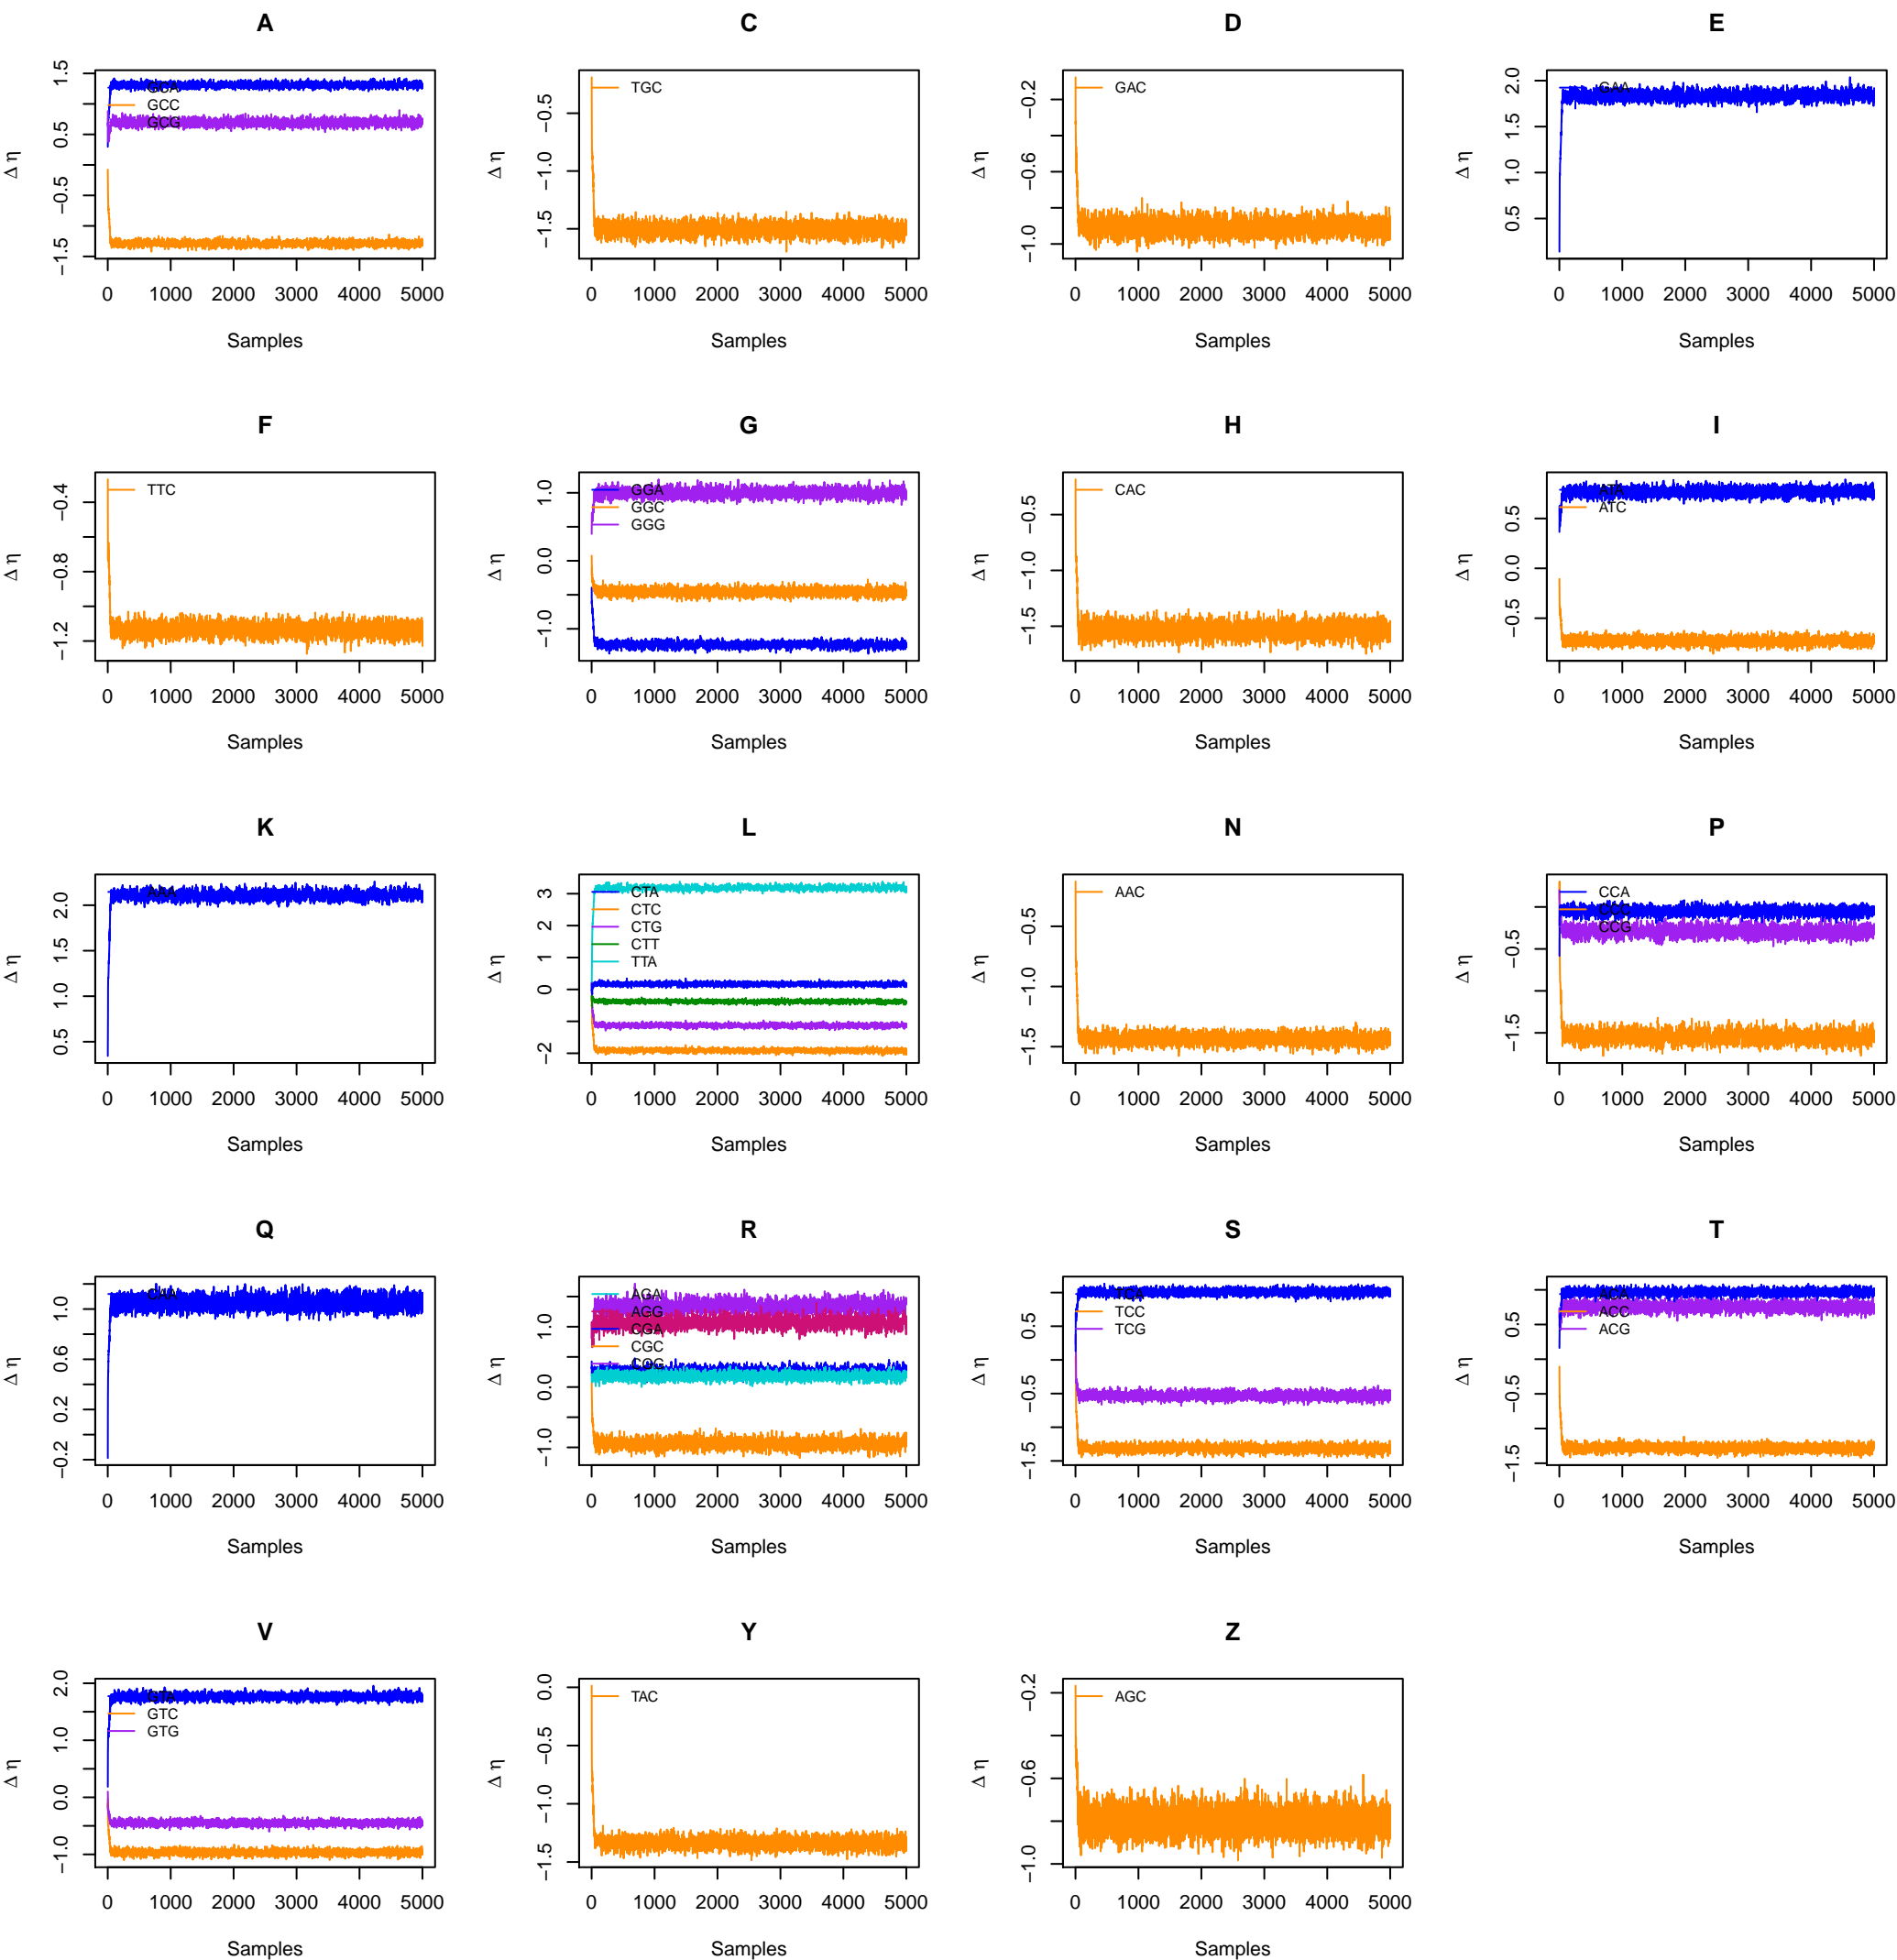 A
C
D
E
Δ η
1.5
0.5
−0.5
−1.5
GCA
GCC
GCG
0 1000 2000 3000 4000 5000
Samples
Δ η
−0.5
−1.0
−1.5
TGC
0 1000 2000 3000 4000 5000
Samples
Δ η
−0.2
−0.6
−1.0
GAC
0 1000 2000 3000 4000 5000
Samples
Δ η
2.0
1.5
1.0
0.5
GAA
0 1000 2000 3000 4000 5000
Samples
F
G
H
I
Δ η
−0.4
−0.8
−1.2
TTC
0 1000 2000 3000 4000 5000
Samples
Δ η
1.0
0.0
−1.0
GGA
GGC
GGG
0 1000 2000 3000 4000 5000
Samples
Δ η
−0.5
−1.0
−1.5
CAC
0 1000 2000 3000 4000 5000
Samples
Δ η
0.5
0.0
−0.5
ATA
ATC
0 1000 2000 3000 4000 5000
Samples
K
L
N
P
Δ η
2.0
1.5
1.0
0.5
AAA
0 1000 2000 3000 4000 5000
Samples
Δ η
3
2
1
0
−2
CTA
CTC
CTG
CTT
TTA
0 1000 2000 3000 4000 5000
Samples
Δ η
−0.5
−1.0
−1.5
AAC
0 1000 2000 3000 4000 5000
Samples
Δ η
−0.5
−1.5
CCA
CCC
CCG
0 1000 2000 3000 4000 5000
Samples
Q
R
S
T
Δ η
1.0
0.6
0.2
−0.2
CAA
0 1000 2000 3000 4000 5000
Samples
Δ η
1.0
0.0
−1.0
AGA
AGG
CGA
CGC
CGG
0 1000 2000 3000 4000 5000
Samples
Δ η
0.5
−0.5
−1.5
TCA
TCC
TCG
0 1000 2000 3000 4000 5000
Samples
Δ η
0.5
−0.5
−1.5
ACA
ACC
ACG
0 1000 2000 3000 4000 5000
Samples
V
Y
Z
Δ η
2.0
1.0
0.0
−1.0
GTA
GTC
GTG
0 1000 2000 3000 4000 5000
Samples
Δ η
0.0
−0.5
−1.0
−1.5
TAC
0 1000 2000 3000 4000 5000
Samples
Δ η
−0.2
−0.6
−1.0
AGC
0 1000 2000 3000 4000 5000
Samples